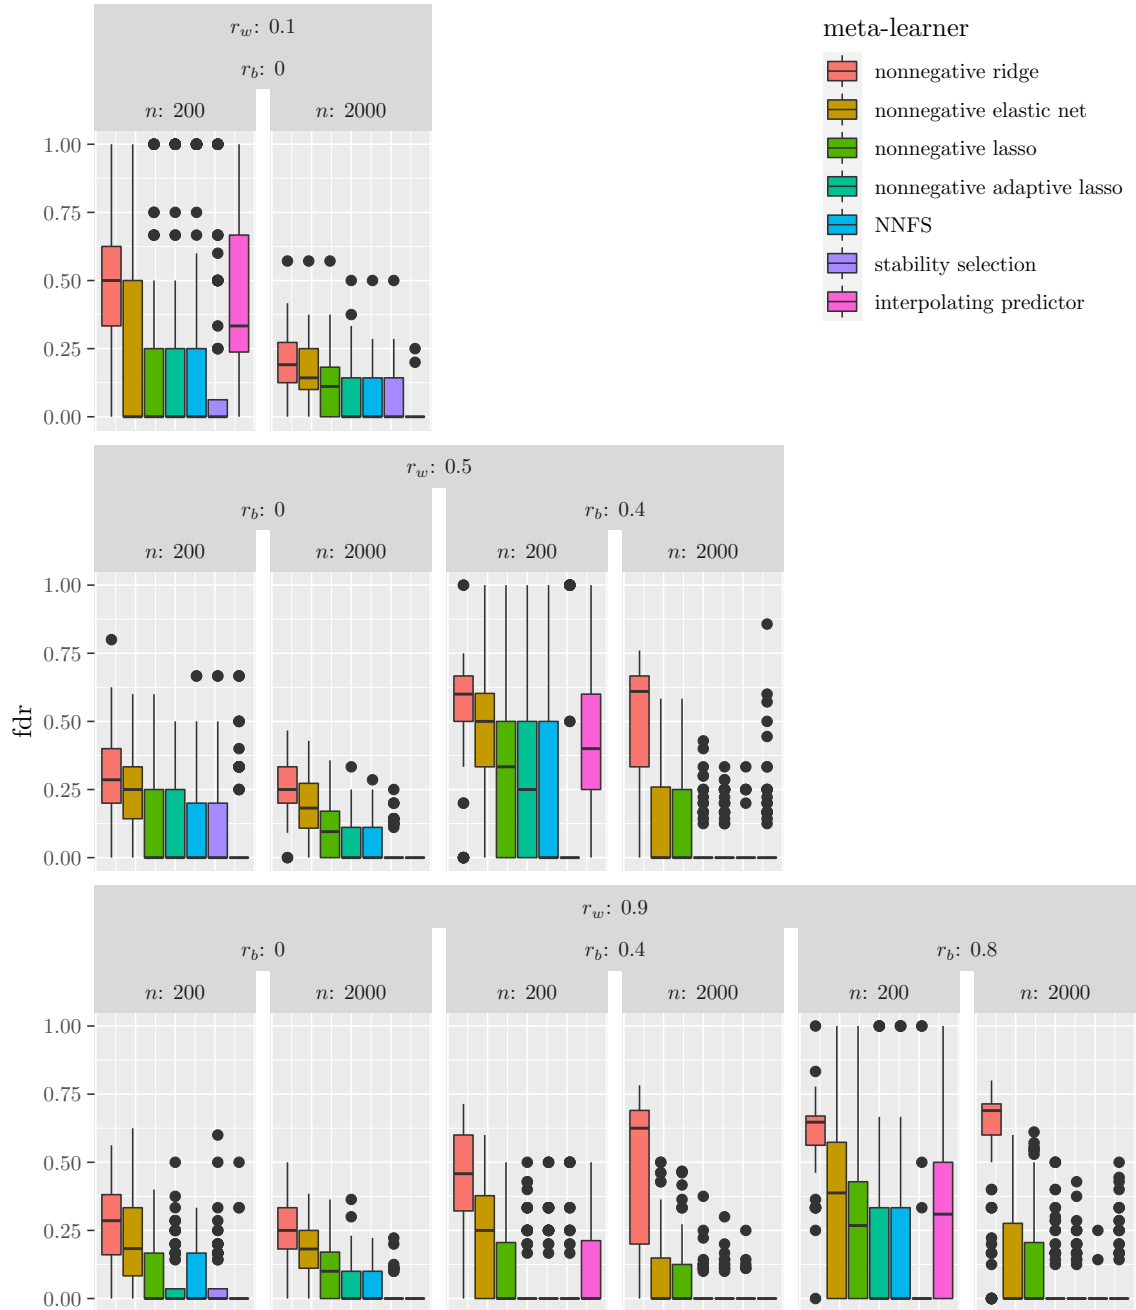 r_w: 0.1
r_b: 0
n: 200 n: 2000
1.00
0.75
0.50
0.25
0.00
meta-learner
nonnegative ridge
nonnegative elastic net
nonnegative lasso
nonnegative adaptive lasso
NNFS
stability selection
interpolating predictor
fdr
r_w: 0.5
r_b: 0 r_b: 0.4
n: 200 n: 2000 n: 200 n: 2000
1.00
0.75
0.50
0.25
0.00
r_w: 0.9
r_b: 0 r_b: 0.4 r_b: 0.8
n: 200 n: 2000 n: 200 n: 2000 n: 200 n: 2000
1.00
0.75
0.50
0.25
0.00